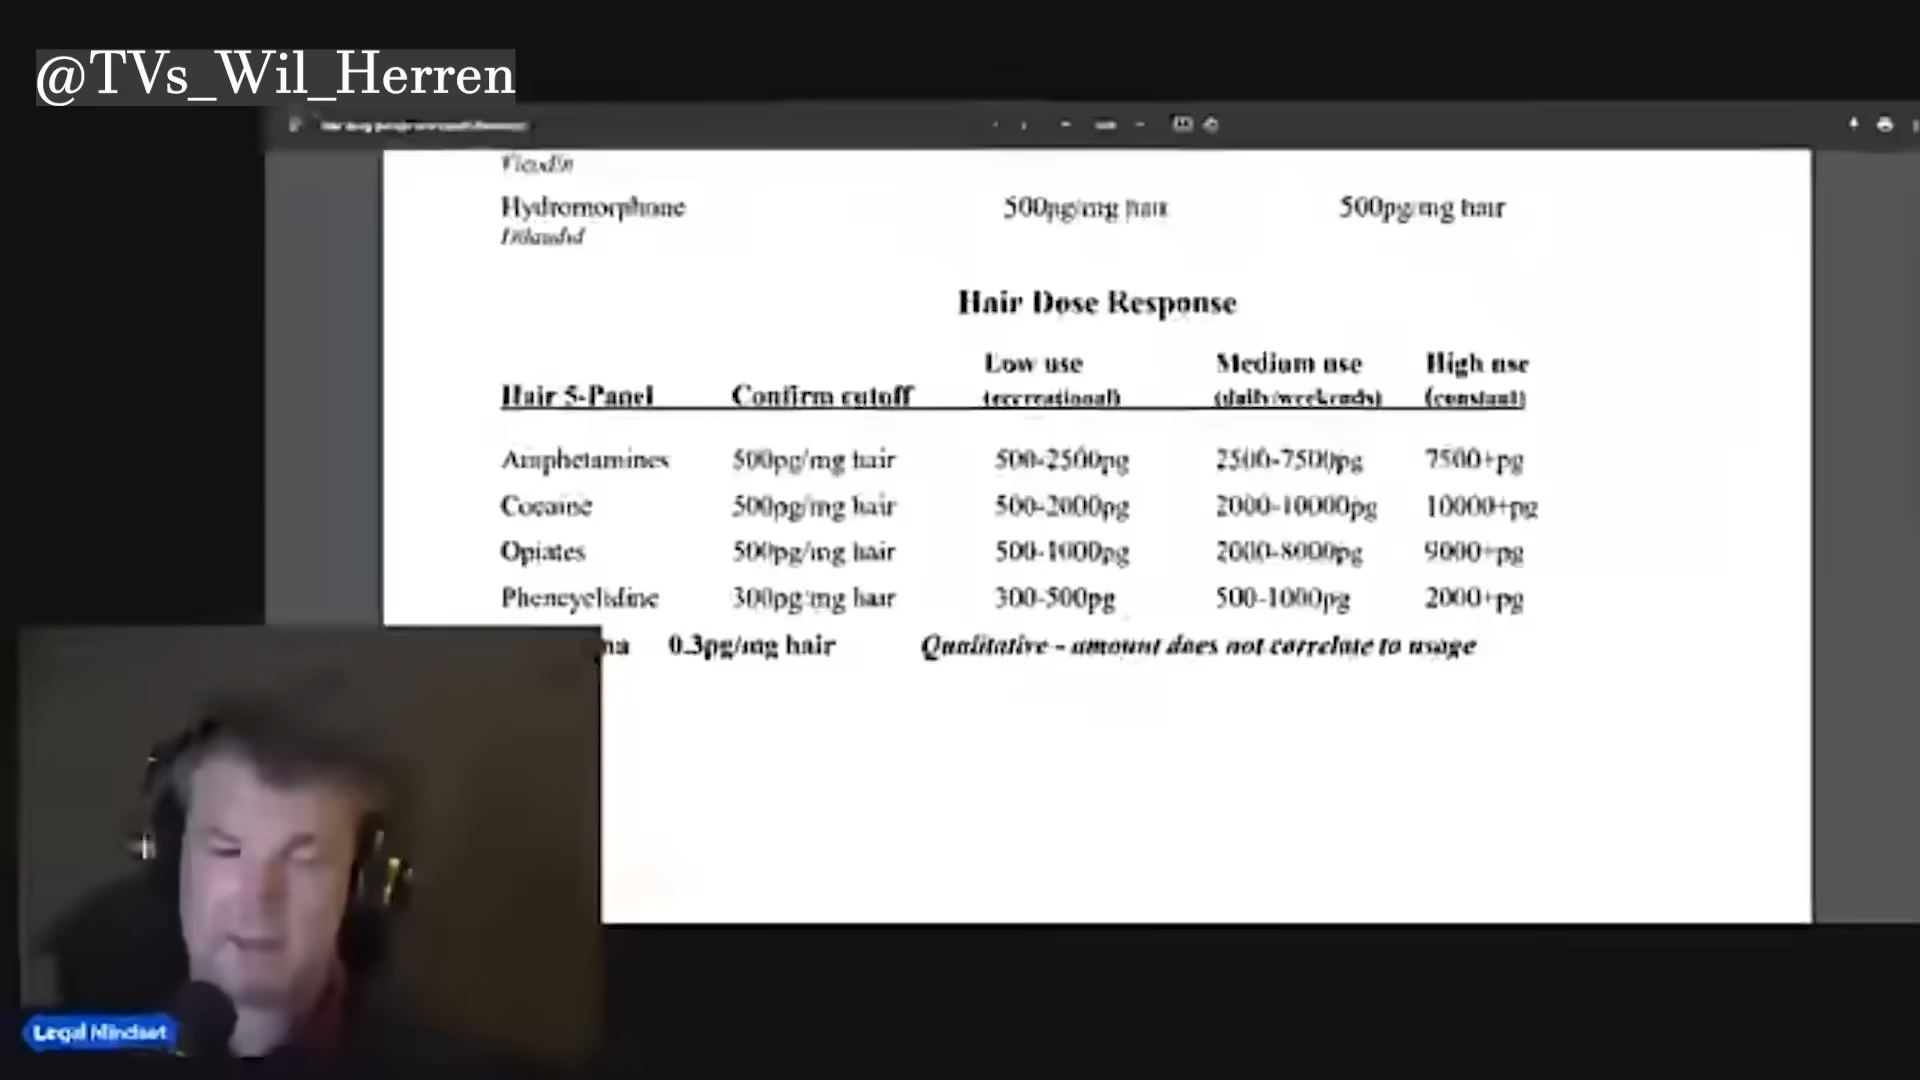 @TVs_Wil_Herren
Vicodin
Hydromorphone 500pg/mg hair 500pg/mg hair
Dilaudid
Hair Dose Response
Low use Medium use High use
Hair 5-Panel Confirm cutoff (recreational) (daily/weekends) (constant)
Amphetamines 500pg/mg hair 500-2500pg 2500-7500pg 7500+pg
Cocaine 500pg/mg hair 500-2000pg 2000-10000pg 10000+pg
Opiates 500pg/mg hair 500-1000pg 2000-8000pg 9000+pg
Phencyclidine 300pg/mg hair 300-500pg 500-1000pg 2000+pg
na 0.3pg/mg hair Qualitative - amount does not correlate to usage
Legal Mindset